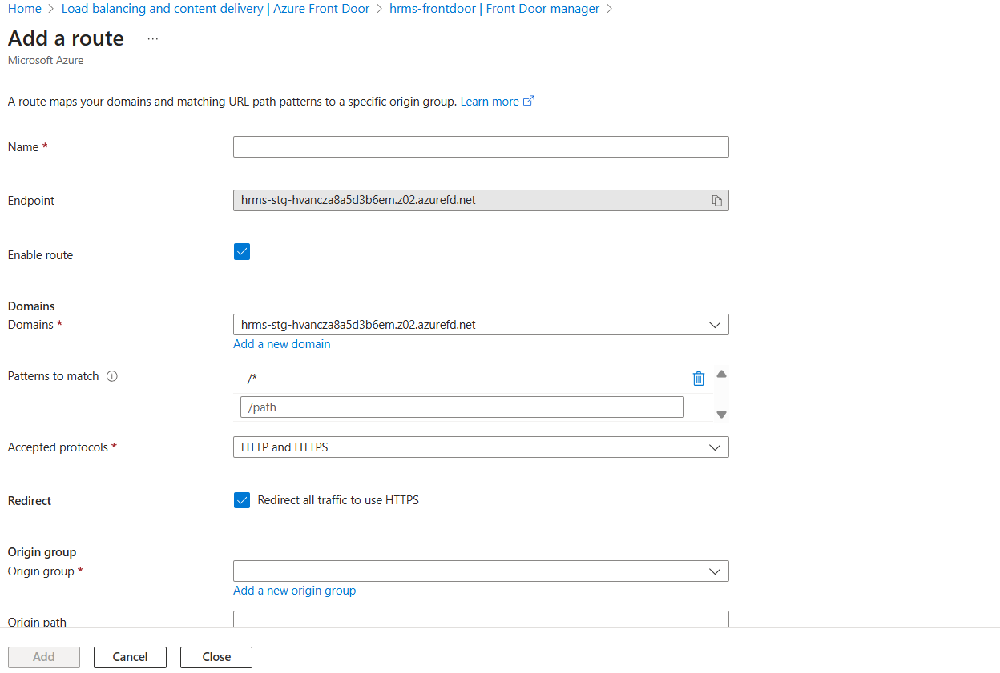 Home > Load balancing and content delivery | Azure Front Door > hrms-frontdoor | Front Door manager >
Add a route ...
Microsoft Azure
A route maps your domains and matching URL path patterns to a specific origin group. Learn more
Name *
Endpoint hrms-stg-hvancza8a5d3b6em.z02.azurefd.net
Enable route
Domains
Domains * hrms-stg-hvancza8a5d3b6em.z02.azurefd.net
Add a new domain
Patterns to match /*
/path
Accepted protocols * HTTP and HTTPS
Redirect Redirect all traffic to use HTTPS
Origin group
Origin group *
Add a new origin group
Origin path
Add Cancel Close